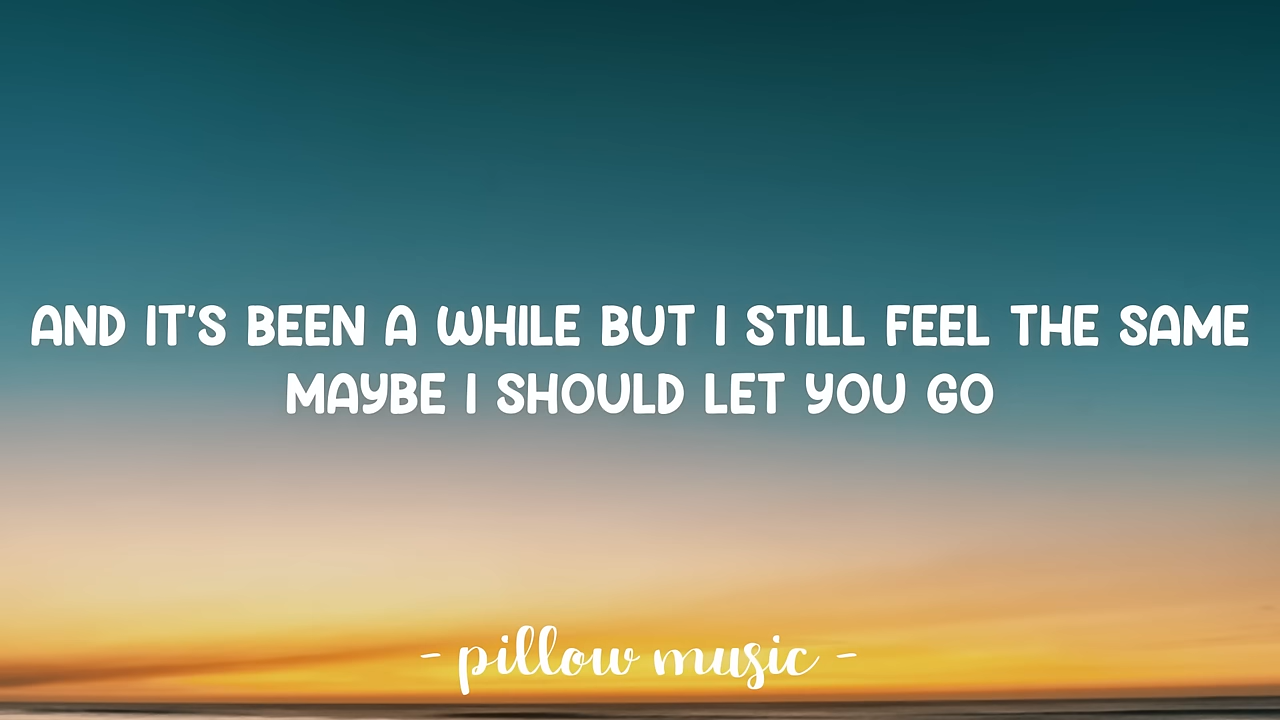 AND IT'S BEEN A WHILE BUT I STILL FEEL THE SAME
MAYBE I SHOULD LET YOU GO
- pillow music -